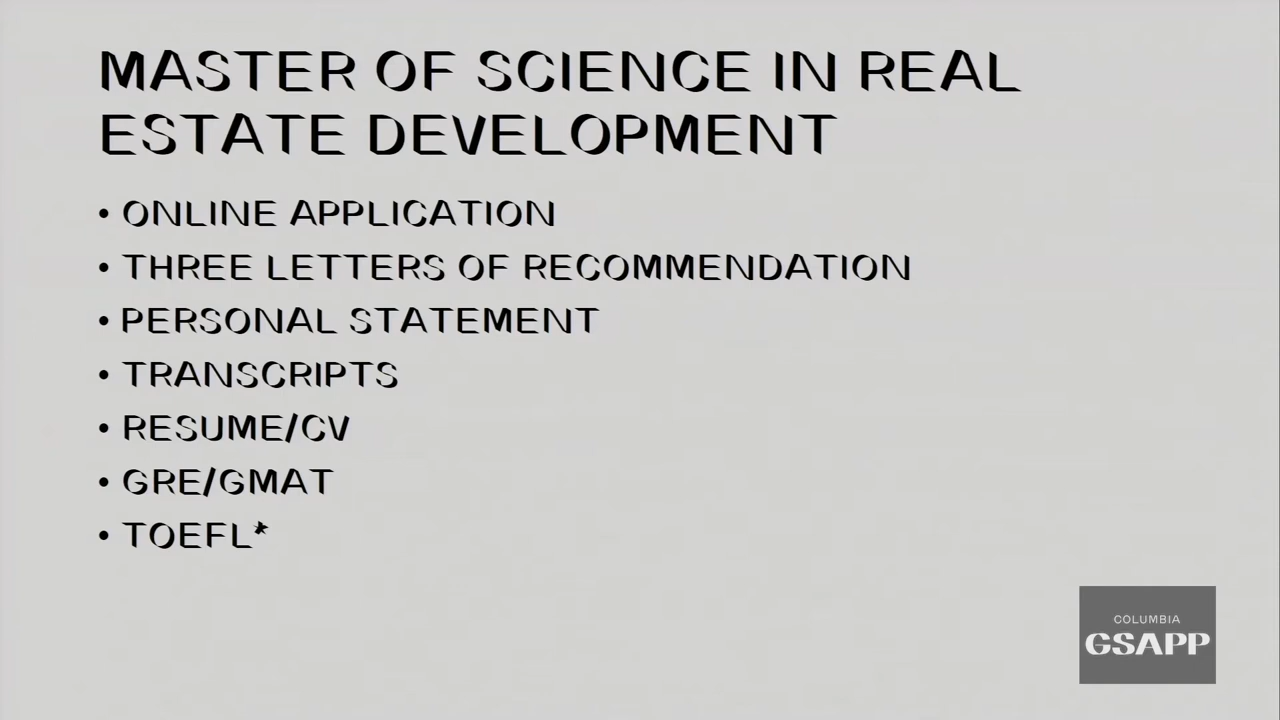 MASTER OF SCIENCE IN REAL
ESTATE DEVELOPMENT
• ONLINE APPLICATION
• THREE LETTERS OF RECOMMENDATION
• PERSONAL STATEMENT
• TRANSCRIPTS
• RESUME/CV
• GRE/GMAT
• TOEFL*
COLUMBIA
GSAPP